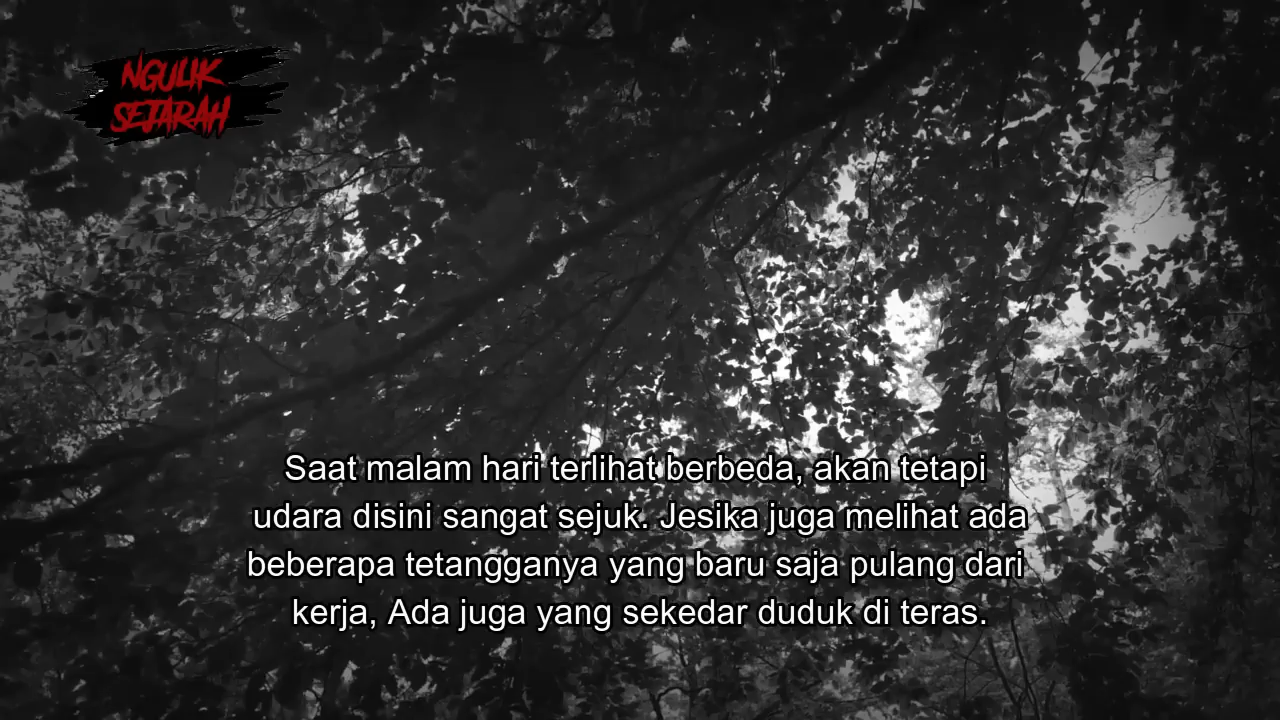 NGULIK
SEJARAH
Saat malam hari terlihat berbeda, akan tetapi
udara disini sangat sejuk. Jesika juga melihat ada
beberapa tetangganya yang baru saja pulang dari
kerja, Ada juga yang sekedar duduk di teras.